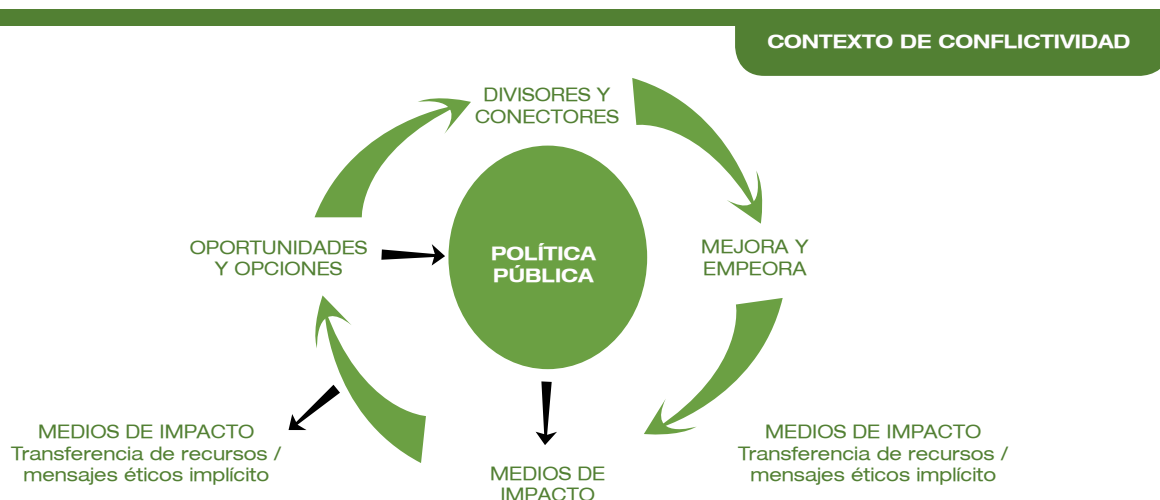 CONTEXTO DE CONFLICTIVIDAD
DIVISORES Y
CONECTORES
OPORTUNIDADES
Y OPCIONES
POLÍTICA
PÚBLICA
MEJORA Y
EMPEORA
MEDIOS DE IMPACTO
Transferencia de recursos /
mensajes éticos implícito
MEDIOS DE
IMPACTO
MEDIOS DE IMPACTO
Transferencia de recursos /
mensajes éticos implícito